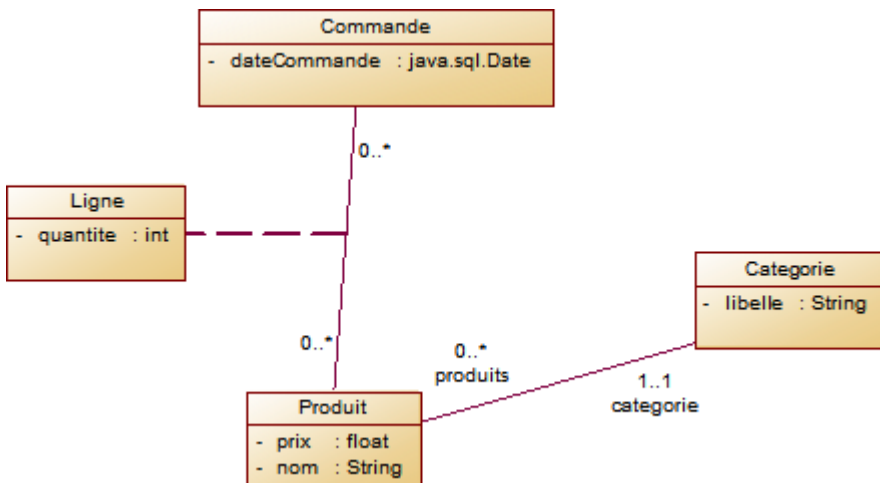 Commande
- dateCommande : java.sql.Date
0..*
Ligne
- quantite : int
Categorie
- libelle : String
0..*
0..*
produits
1..1
categorie
Produit
- prix : float
- nom : String